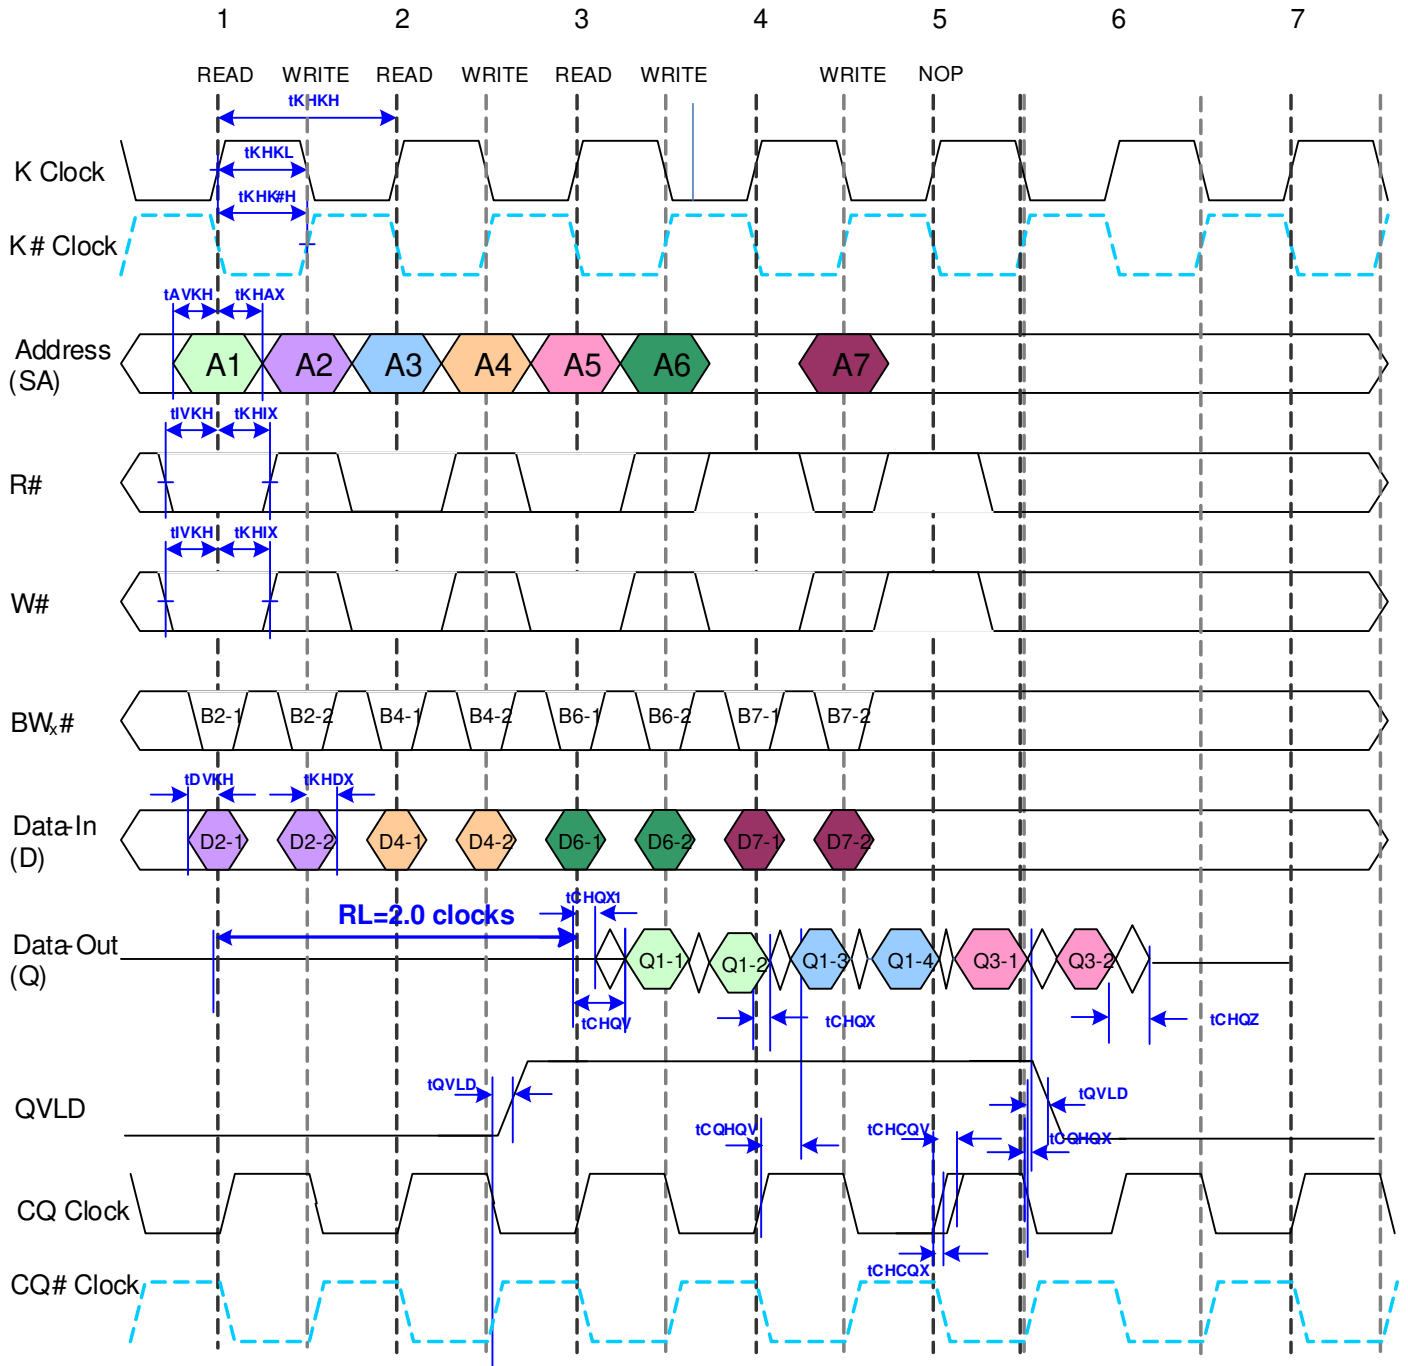 1 2 3 4 5 6 7
READ WRITE READ WRITE READ WRITE WRITE NOP
tKHKH
tKHKL
K Clock
tKHK#H
K# Clock
tAVKH tKHAX
Address
(SA)
A1 A2 A3 A4 A5 A6 A7
tIVKH tKHIX
R#
tIVKH tKHIX
W#
BWx#
B2-1 B2-2 B4-1 B4-2 B6-1 B6-2 B7-1 B7-2
tDVKH tKHDX
Data-In
(D)
D2-1 D2-2 D4-1 D4-2 D6-1 D6-2 D7-1 D7-2
tCHQX1
RL=2.0 clocks
Data-Out
(Q)
Q1-1 Q1-2 Q1-3 Q1-4 Q3-1 Q3-2
tCHQV tCHQX tCHQZ
tQVLD tQVLD
QVLD
tCQHQV tCHCQV tCQHQX
CQ Clock
tCHCQX
CQ# Clock